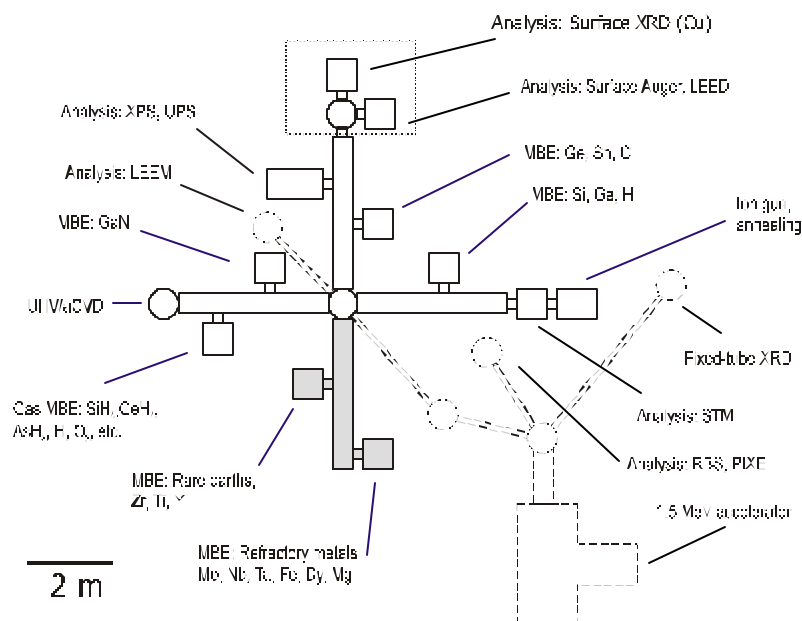 Analysis: Surface XRD (Cu)
Analysis: Surface Auger, LEED
Analysis: XPS, UPS
MBE: Ge, Sn, C
Analysis: LEEM
MBE: Si, Ge, H
Ion gun,
annealing
MBE: GaN
UHV/
Fixed-tube XRD
Gas MBE: SiH, GeH,
AsH, H, O, etc.
Analysis: STM
Analysis: RBS, PIXE
MBE: Rare earths,
Zr, Ti, Y
1.5 MeV accelerator
MBE: Refractory metals
Mo, Nb, Ta, Fe, Dy, Mg
2 m